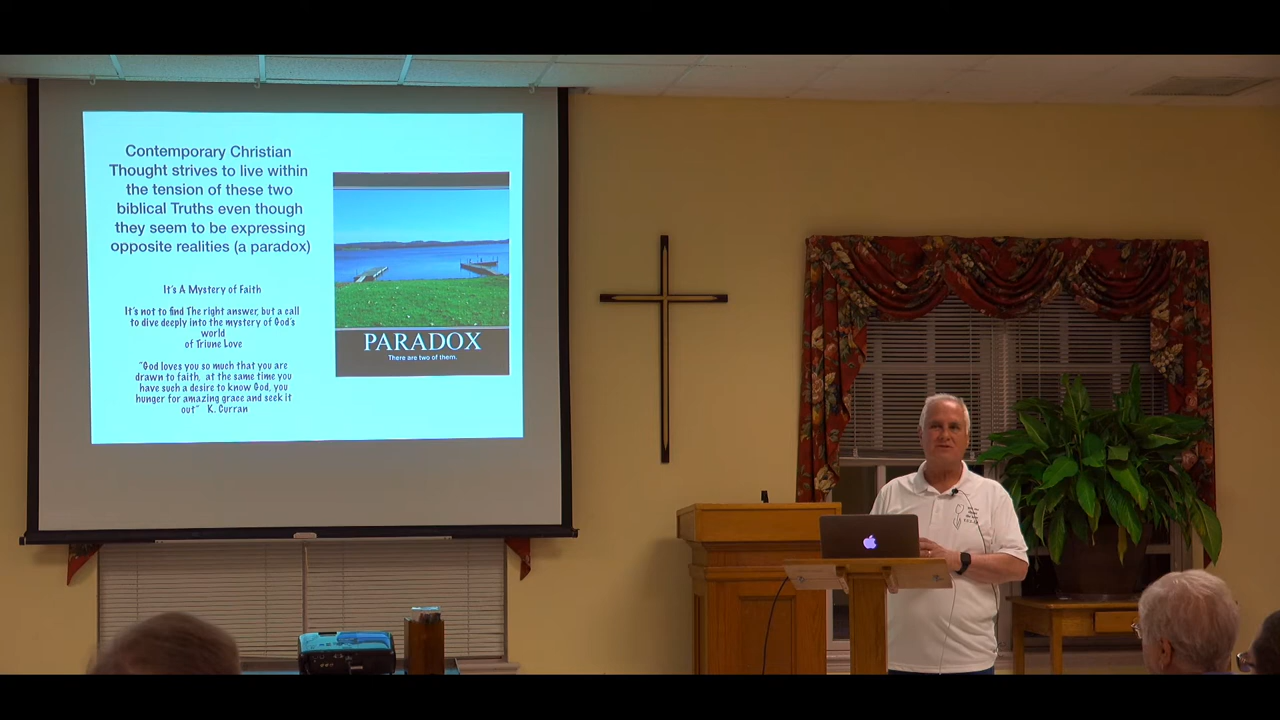 Contemporary Christian
Thought strives to live within
the tension of these two
biblical Truths even though
they seem to be expressing
opposite realities (a paradox)
It's A Mystery of Faith
It's not to find The right answer, but a call
to dive deeply into the mystery of God's
world
of Triune Love
"God loves you so much that you are
drawn to faith, at the same time you
have such a desire to know God, you
hunger for amazing grace and seek it
out" K. Curran
PARADOX
There are two of them.